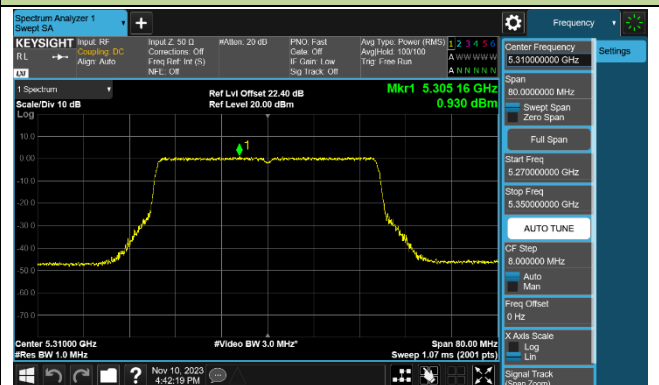 Spectrum Analyzer 1
Swept SA
Frequency
KEYSIGHT
RL
LXI
Input: RF
Coupling: DC
Align: Auto
Input Z: 50 Ω
Corrections: Off
Freq Ref: Int (S)
NFE: Off
#Atten: 20 dB
PNO: Fast
Gate: Off
IF Gain: Low
Sig Track: Off
Avg Type: Power (RMS)
Avg|Hold: 100/100
Trig: Free Run
1 2 3 4 5 6
A W W W W W
A N N N N N
1 Spectrum
Scale/Div 10 dB
Log
Ref Lvl Offset 22.40 dB
Ref Level 20.00 dBm
Mkr1 5.305 16 GHz
0.930 dBm
1
10.0
0.00
-10.0
-20.0
-30.0
-40.0
-50.0
-60.0
-70.0
Center 5.31000 GHz
#Res BW 1.0 MHz
#Video BW 3.0 MHz*
Span 80.00 MHz
Sweep 1.07 ms (2001 pts)
Nov 10, 2023
4:42:19 PM
Center Frequency
5.310000000 GHz
Settings
Span
80.0000000 MHz
Swept Span
Zero Span
Full Span
Start Freq
5.270000000 GHz
Stop Freq
5.350000000 GHz
AUTO TUNE
CF Step
8.000000 MHz
Auto
Man
Freq Offset
0 Hz
X Axis Scale
Log
Lin
Signal Track
(Span Zoom)